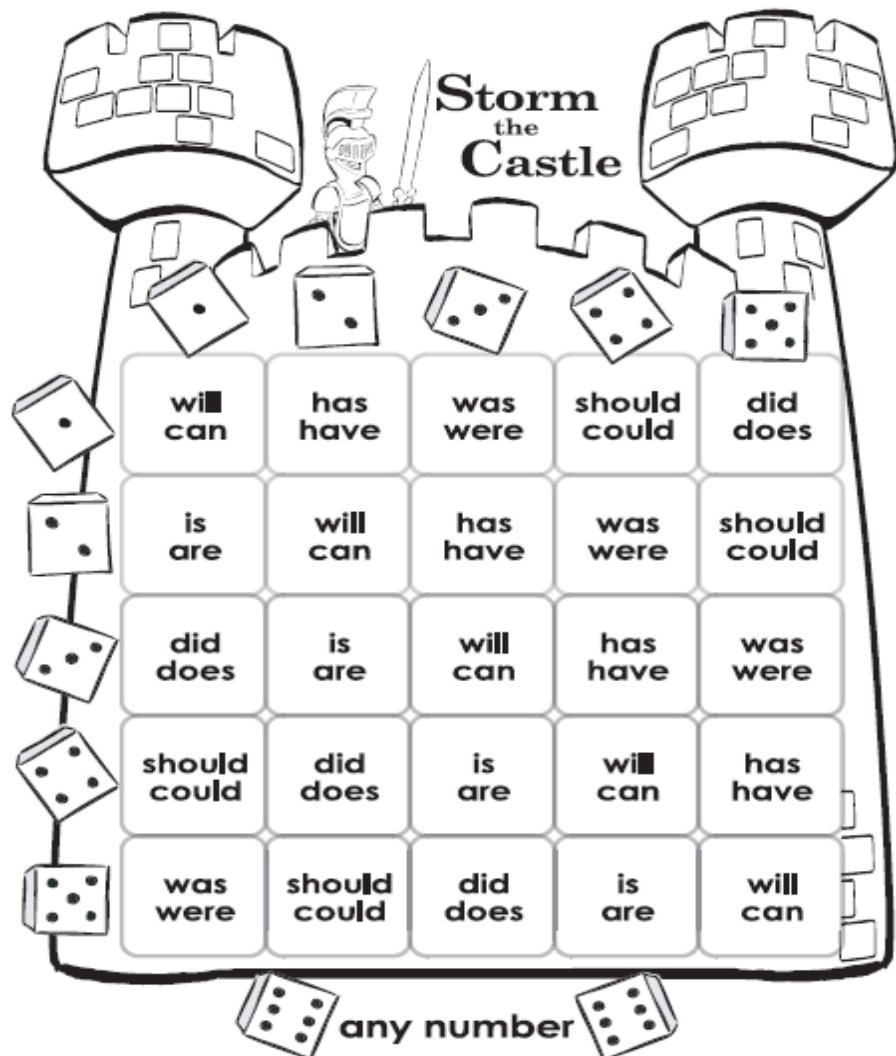 Storm
the
Castle
will
can
has
have
was
were
should
could
did
does
is
are
will
can
has
have
was
were
should
could
did
does
is
are
will
can
has
have
was
were
should
could
did
does
is
are
will
can
has
have
was
were
should
could
did
does
is
are
will
can
any number